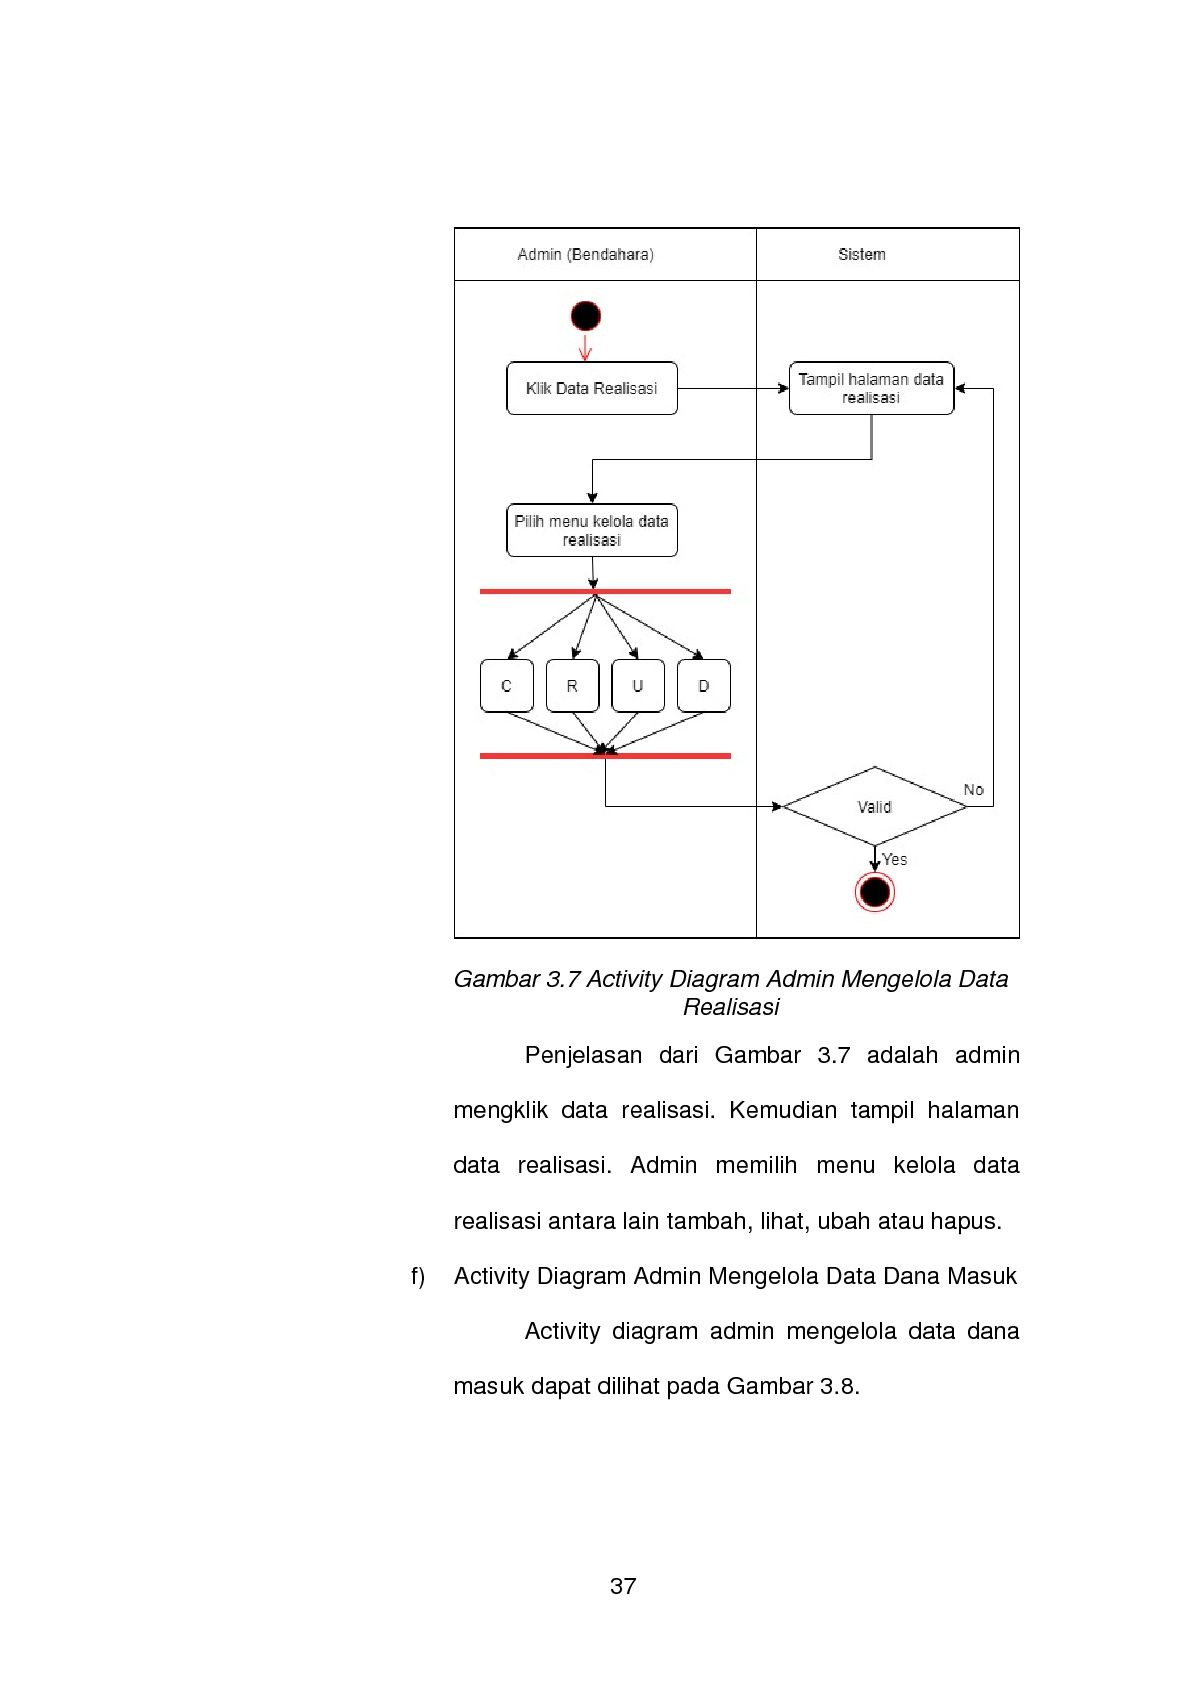 Admin (Bendahara)
Sistem
Klik Data Realisasi
Tampil halaman data
realisasi
Pilih menu kelola data
realisasi
C
R
U
D
Valid
No
Yes
Gambar 3.7 Activity Diagram Admin Mengelola Data
Realisasi
Penjelasan dari Gambar 3.7 adalah admin
mengklik data realisasi. Kemudian tampil halaman
data realisasi. Admin memilih menu kelola data
realisasi antara lain tambah, lihat, ubah atau hapus.
f) Activity Diagram Admin Mengelola Data Dana Masuk
Activity diagram admin mengelola data dana
masuk dapat dilihat pada Gambar 3.8.
37